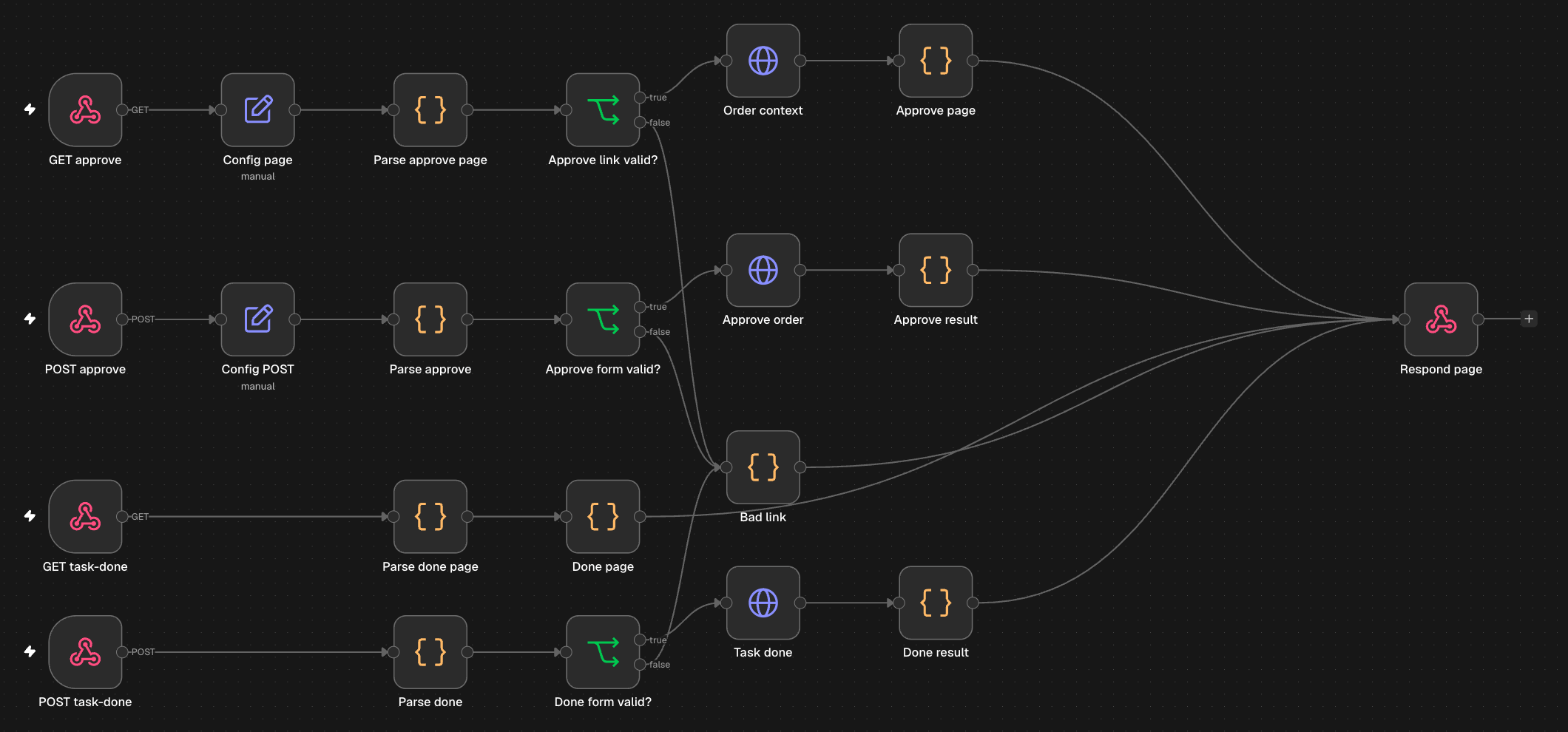 true
Order context
Approve page
GET
false
GET approve
Config page
manual
Parse approve page
Approve link valid?
true
POST
false
Approve order
Approve result
POST approve
Config POST
manual
Parse approve
Approve form valid?
Respond page
GET
Bad link
GET task-done
Parse done page
Done page
true
POST
false
Task done
Done result
POST task-done
Parse done
Done form valid?